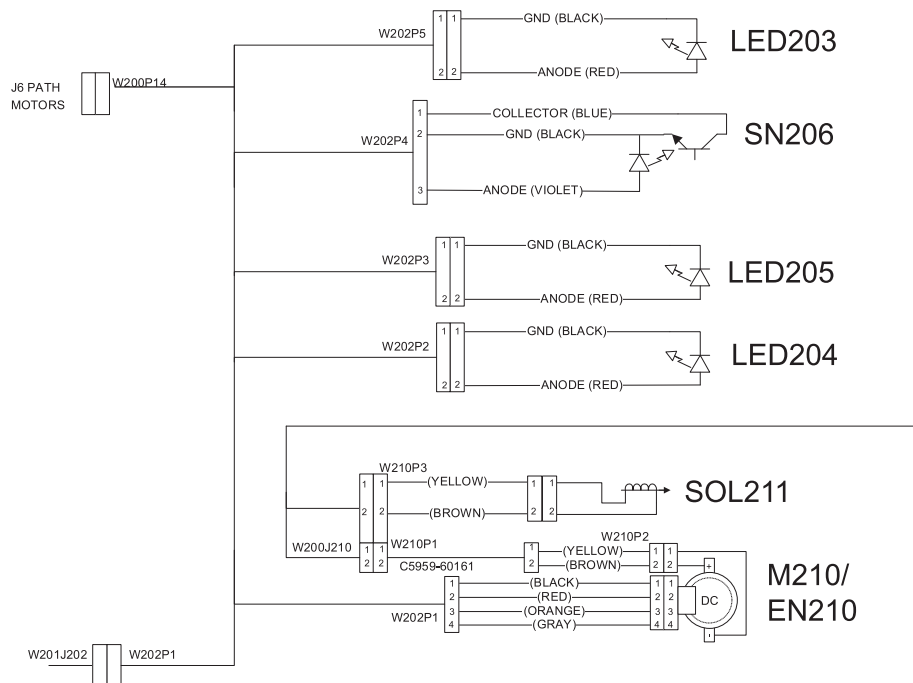 GND (BLACK)
1 1
W202P5
LED203
2 2
ANODE (RED)
J6 PATH
MOTORS
W200P14
1
COLLECTOR (BLUE)
2
GND (BLACK)
W202P4
SN206
3
ANODE (VIOLET)
1 1
GND (BLACK)
W202P3
LED205
2 2
ANODE (RED)
1 1
GND (BLACK)
W202P2
LED204
2 2
ANODE (RED)
W210P3
1 1
(YELLOW)
1 1
SOL211
2 2
(BROWN)
2 2
W200J210
1 1
2 2
W210P1
C5959-60161
W210P2
1
2
(YELLOW)
(BROWN)
1 1
2 2
+
M210/
EN210
DC
-
W202P1
1
(BLACK)
1 1
2
(RED)
2 2
3
(ORANGE)
3 3
4
(GRAY)
4 4
W201J202
W202P1